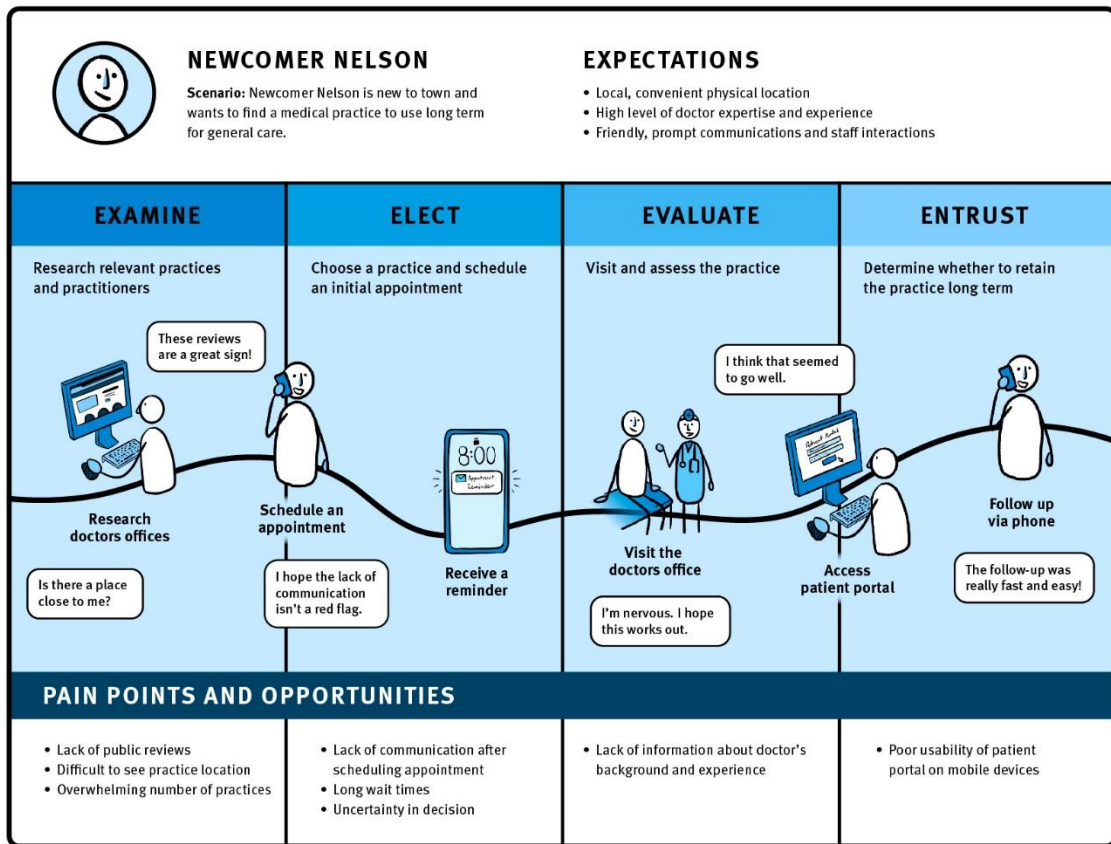 NEWCOMER NELSON
Scenario: Newcomer Nelson is new to town and
wants to find a medical practice to use long term
for general care.
EXPECTATIONS
• Local, convenient physical location
• High level of doctor expertise and experience
• Friendly, prompt communications and staff interactions
EXAMINE
Research relevant practices
and practitioners
These reviews
are a great sign!
Research
doctors offices
Is there a place
close to me?
ELECT
Choose a practice and schedule
an initial appointment
Schedule an
appointment
I hope the lack of
communication
isn't a red flag.
8:00
Appointment
Reminder
Receive a
reminder
EVALUATE
Visit and assess the practice
I think that seemed
to go well.
Visit the
doctors office
I'm nervous. I hope
this works out.
Patient Portal
Access
patient portal
ENTRUST
Determine whether to retain
the practice long term
Follow up
via phone
The follow-up was
really fast and easy!
PAIN POINTS AND OPPORTUNITIES
• Lack of public reviews
• Difficult to see practice location
• Overwhelming number of practices
• Lack of communication after
scheduling appointment
• Long wait times
• Uncertainty in decision
• Lack of information about doctor's
background and experience
• Poor usability of patient
portal on mobile devices